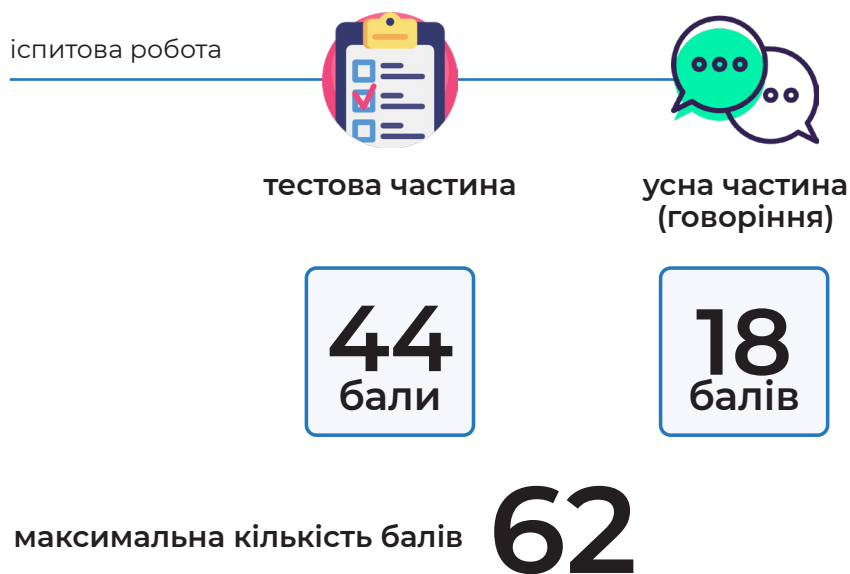 іспитова робота
тестова частина
усна частина
(говоріння)
44
бали
18
балів
максимальна кількість балів 62